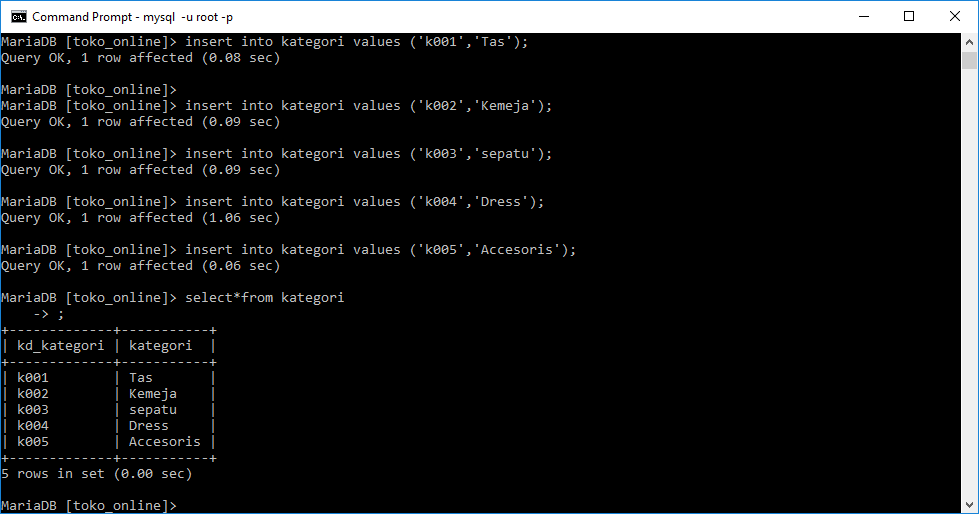 Command Prompt - mysql  -u root -p
MariaDB [toko_online]> insert into kategori values ('k001','Tas');
Query OK, 1 row affected (0.08 sec)
MariaDB [toko_online]>
MariaDB [toko_online]> insert into kategori values ('k002','Kemeja');
Query OK, 1 row affected (0.09 sec)
MariaDB [toko_online]> insert into kategori values ('k003','sepatu');
Query OK, 1 row affected (0.09 sec)
MariaDB [toko_online]> insert into kategori values ('k004','Dress');
Query OK, 1 row affected (1.06 sec)
MariaDB [toko_online]> insert into kategori values ('k005','Accesoris');
Query OK, 1 row affected (0.06 sec)
MariaDB [toko_online]> select*from kategori
    -> ;
+-------------+-----------+
| kd_kategori | kategori  |
+-------------+-----------+
| k001        | Tas       |
| k002        | Kemeja    |
| k003        | sepatu    |
| k004        | Dress     |
| k005        | Accesoris |
+-------------+-----------+
5 rows in set (0.00 sec)
MariaDB [toko_online]>